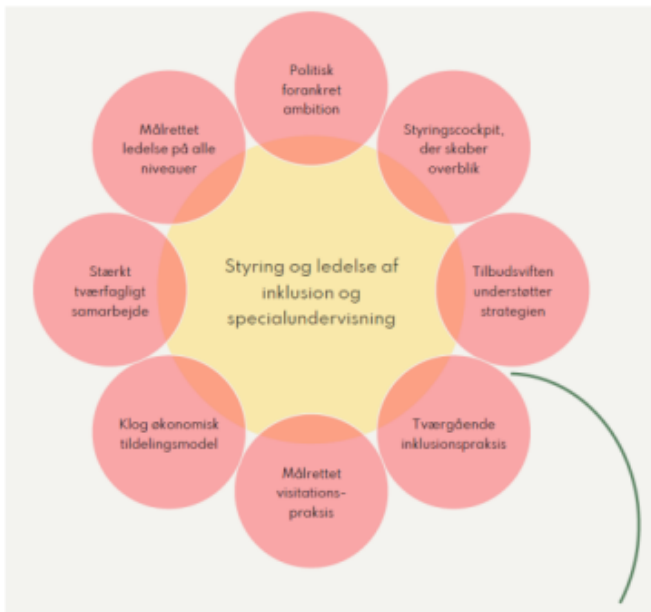 Politisk
forankret
ambition
Styringscockpit,
der skaber
overblik
Tilbudsviften
understøtter
strategien
Tværgående
inklusionspraksis
Målrettet
visitations-
praksis
Klog økonomisk
tildelingsmodel
Stærkt
tværfagligt
samarbejde
Målrettet
ledelse på alle
niveauer
Styring og ledelse af
inklusion og
specialundervisning